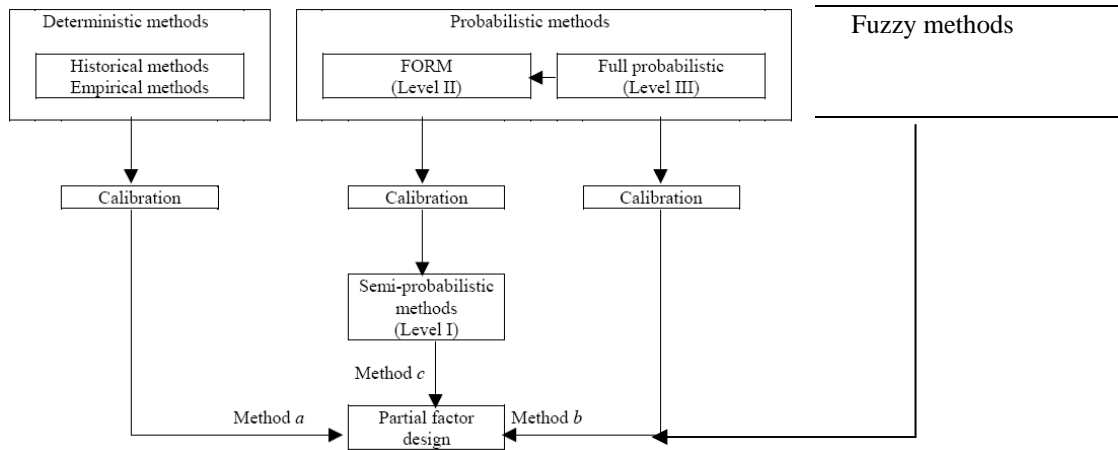 Deterministic methods
Historical methods
Empirical methods
Probabilistic methods
FORM
(Level II)
Full probabilistic
(Level III)
Fuzzy methods
Calibration
Calibration
Calibration
Semi-probabilistic
methods
(Level I)
Method c
Method a
Partial factor
design
Method b